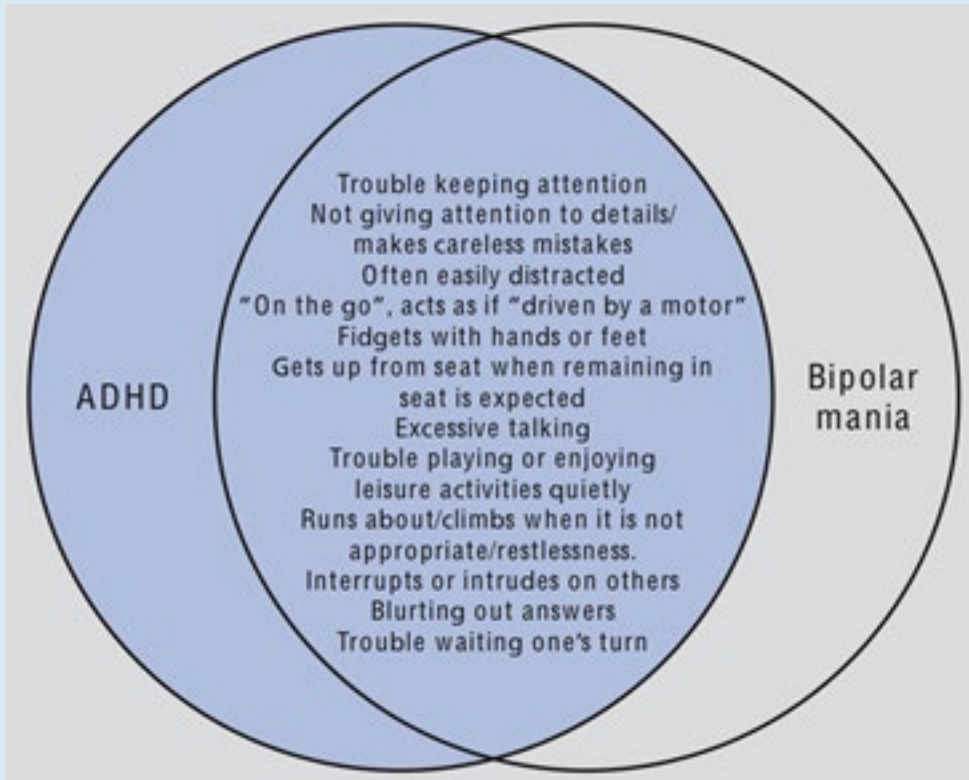 Trouble keeping attention
Not giving attention to details/
makes careless mistakes
Often easily distracted
"On the go", acts as if "driven by a motor"
Fidgets with hands or feet
Gets up from seat when remaining in
seat is expected
Excessive talking
Trouble playing or enjoying
leisure activities quietly
Runs about/climbs when it is not
appropriate/restlessness.
Interrupts or intrudes on others
Blurting out answers
Trouble waiting one's turn
ADHD
Bipolar
mania